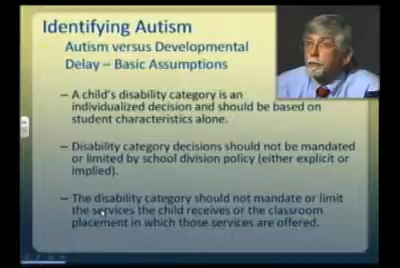 Identifying Autism
Autism versus Developmental
Delay – Basic Assumptions
– A child's disability category is an
individualized decision and should be based on
student characteristics alone.
– Disability category decisions should not be mandated
or limited by school division policy (either explicit or
implied).
– The disability category should not mandate or limit
the services the child receives or the classroom
placement in which those services are offered.